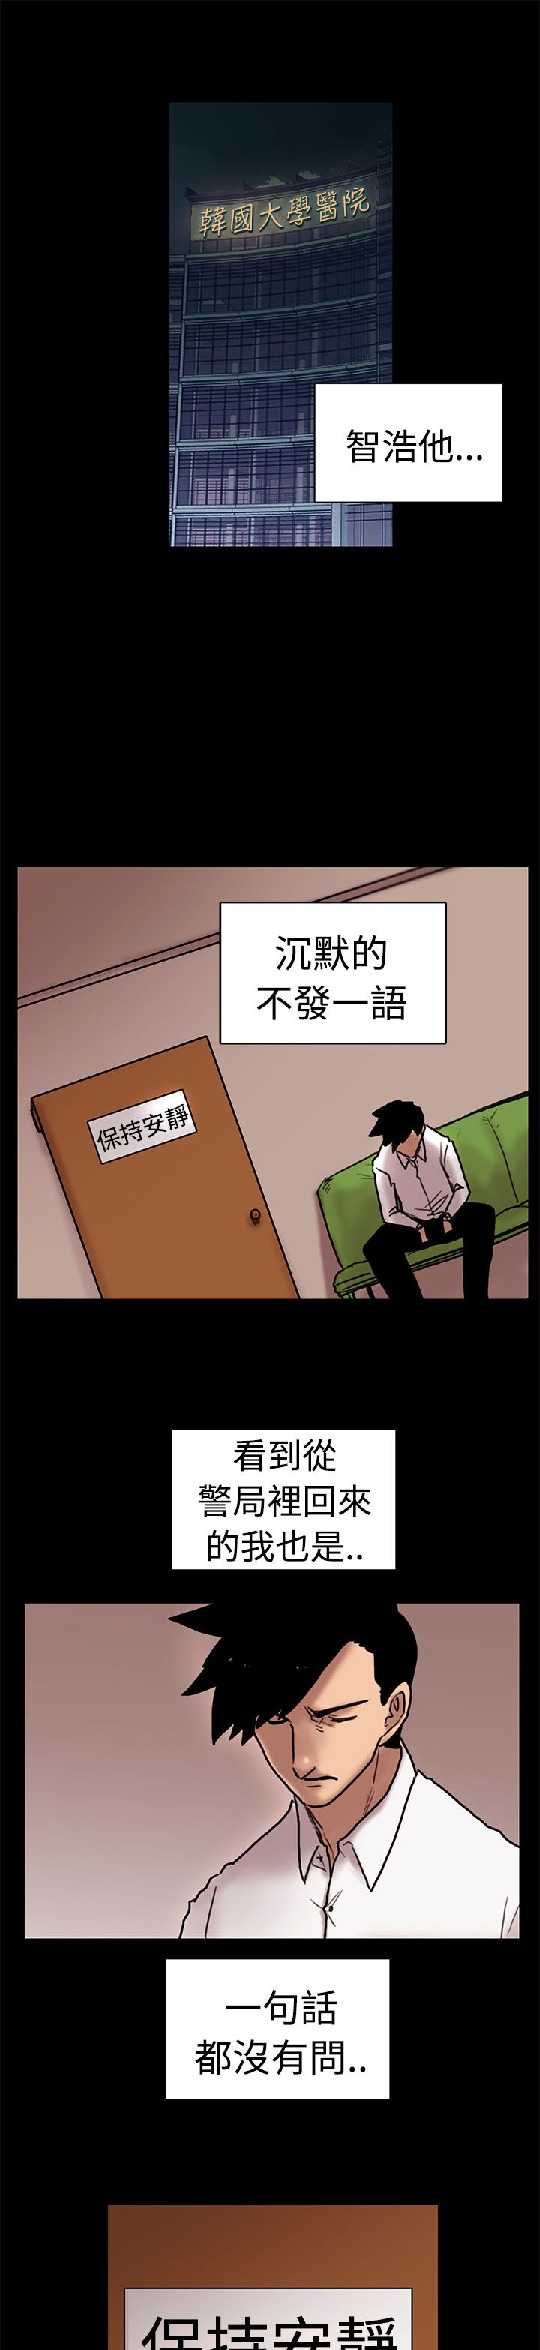 韓國大學醫院
智浩他...
沉默的
不發一語
保持安靜
看到從
警局裡回來
的我也是..
一句話
都沒有問..
保持安靜